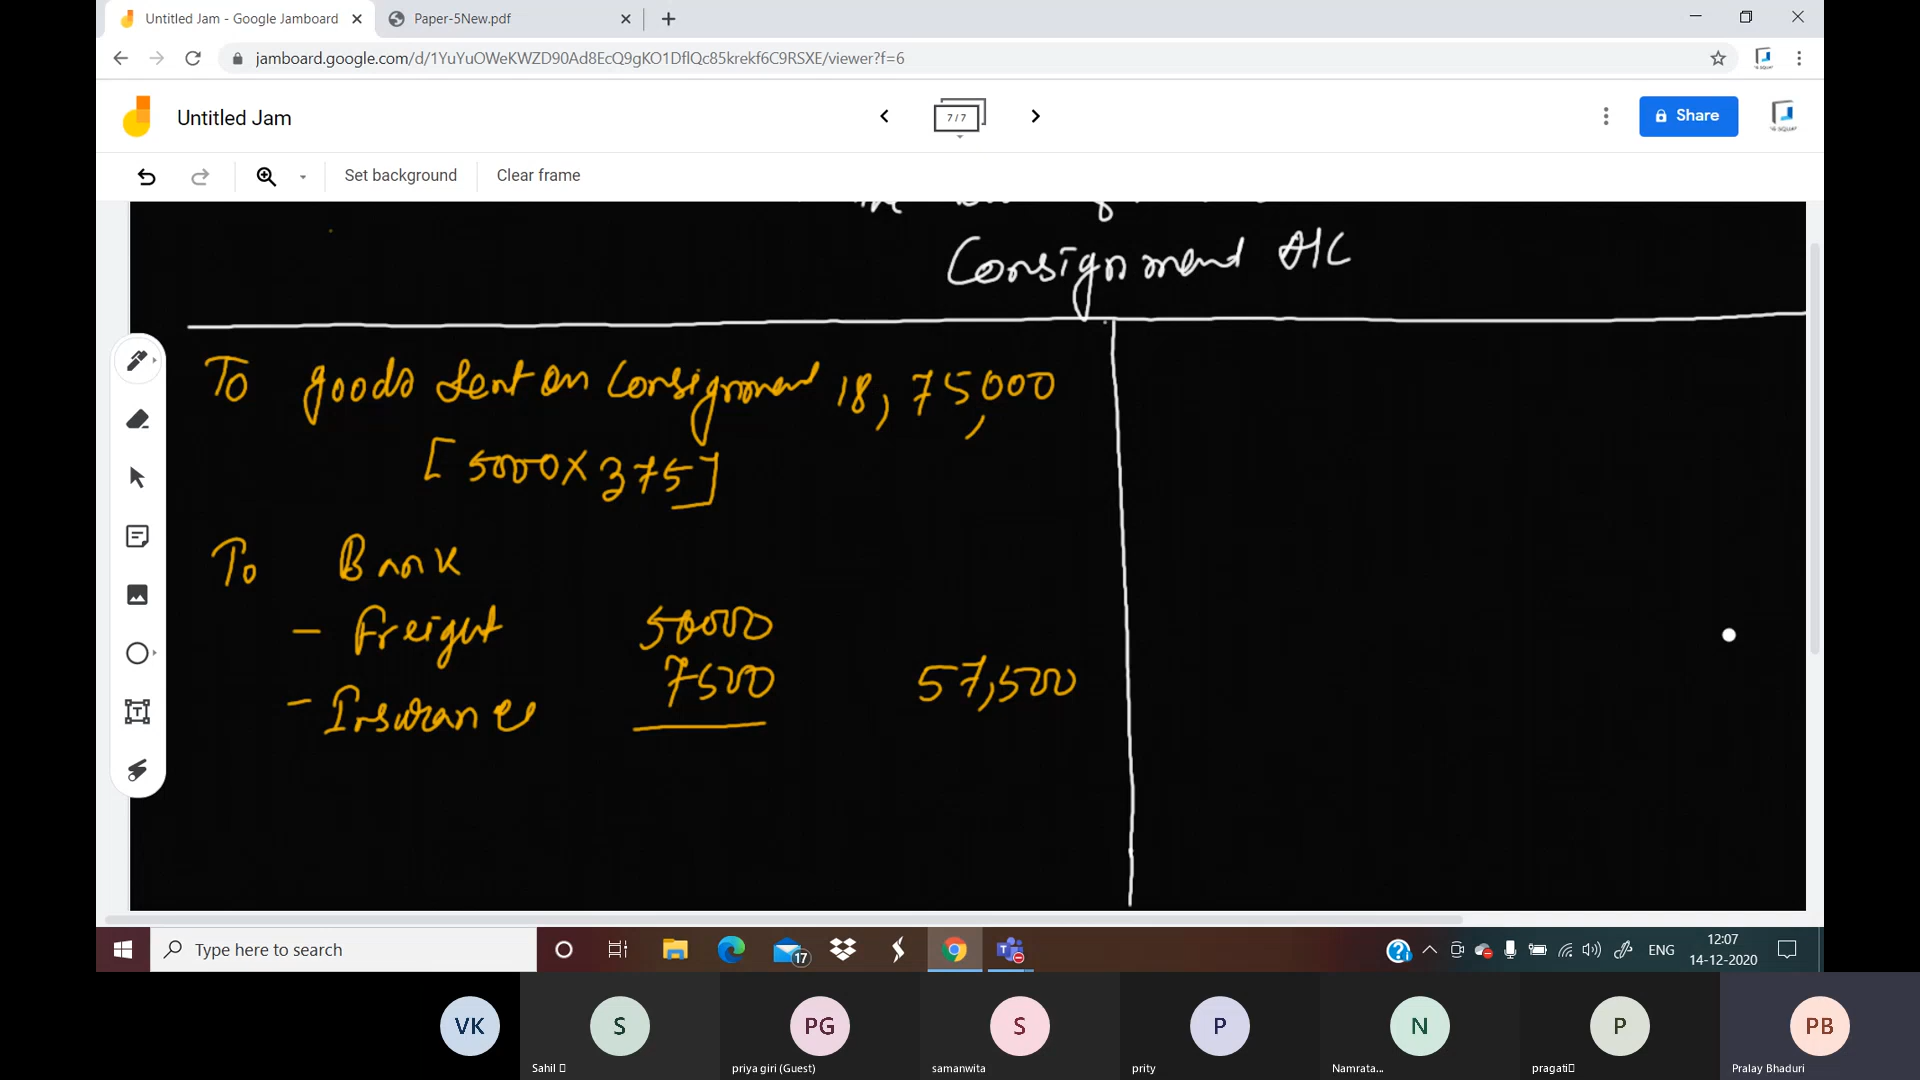 Untitled Jam - Google Jamboard
Paper-5New.pdf
jamboard.google.com/d/1YuYuOWeKWZD90Ad8EcQ9gKO1DflQc85krekf6C9RSXE/viewer?f=6
Untitled Jam
7 / 7
Share
Set background
Clear frame
Consignment A/C
To goods sent on Consignment 18,75,000
[5000X375]
To Bank
- Freight 50000
- Insurance 7500 57,500
Type here to search
17
ENG
12:07
14-12-2020
VK
S
PG
S
P
N
P
PB
Sahil
priya giri (Guest)
samanwita
prity
Namrata...
pragati
Pralay Bhaduri